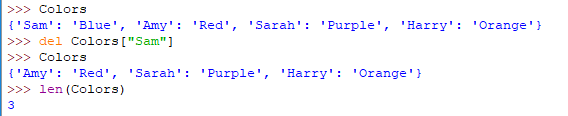 >>> Colors
{'Sam': 'Blue', 'Amy': 'Red', 'Sarah': 'Purple', 'Harry': 'Orange'}
>>> del Colors["Sam"]
>>> Colors
{'Amy': 'Red', 'Sarah': 'Purple', 'Harry': 'Orange'}
>>> len(Colors)
3